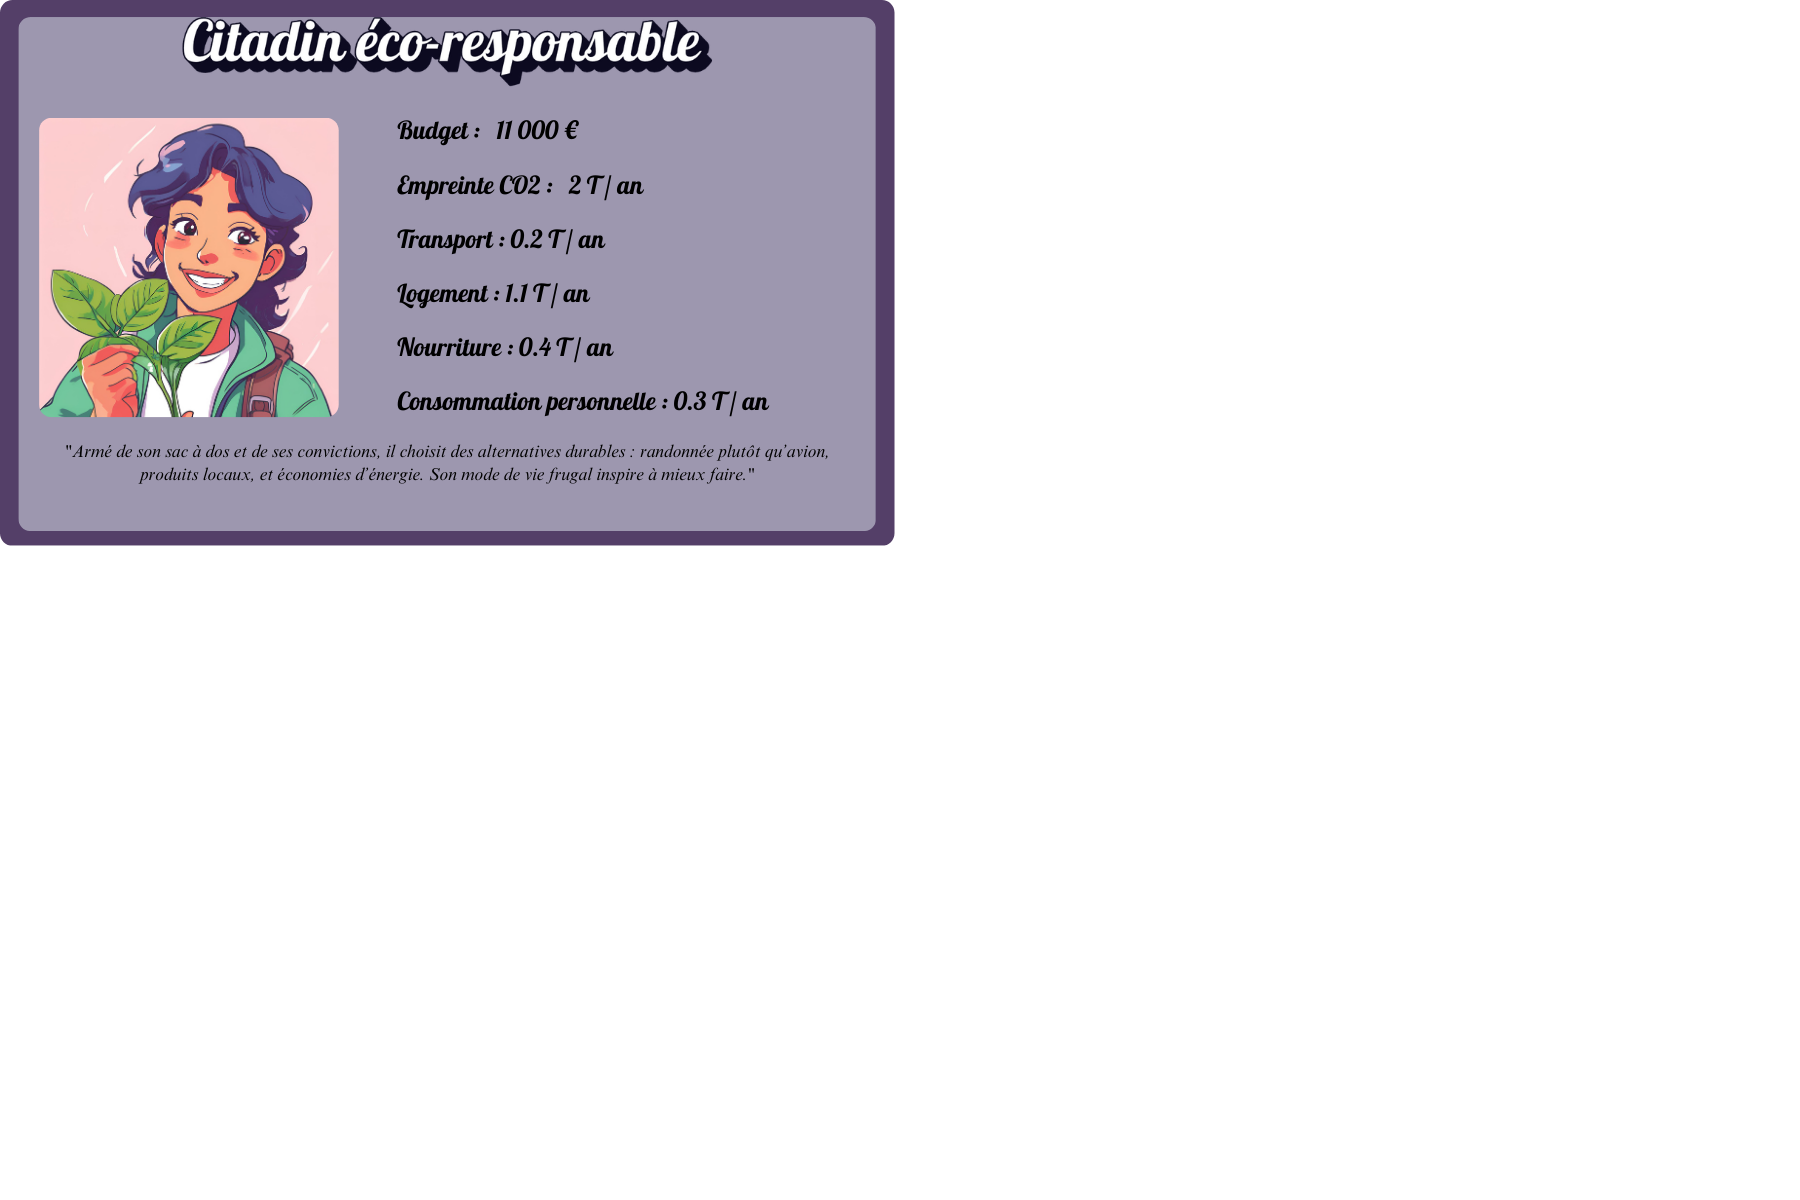 Citadin éco-responsable
Budget :   11 000 €
Empreinte CO2 :   2 T/ an
Transport : 0.2 T/ an
Logement : 1.1 T/ an
Nourriture : 0.4 T/ an
Consommation personnelle : 0.3 T/ an
"Armé de son sac à dos et de ses convictions, il choisit des alternatives durables : randonnée plutôt qu’avion,
produits locaux, et économies d’énergie. Son mode de vie frugal inspire à mieux faire."